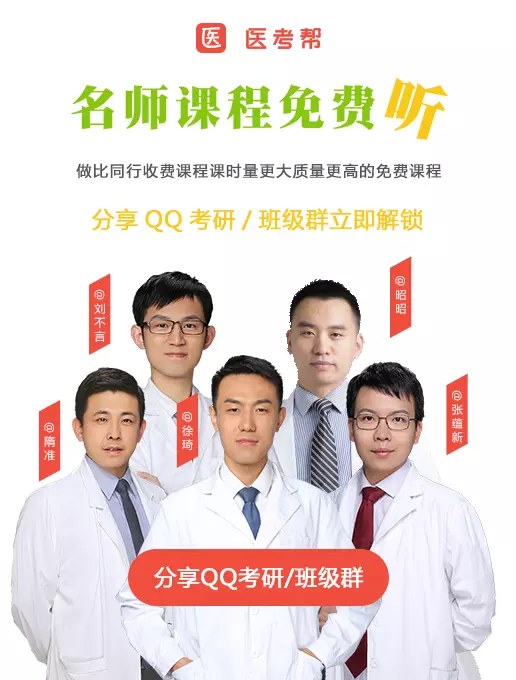 医 医考帮
名师课程免费听
做比同行收费课程课时量更大质量更高的免费课程
分享 QQ 考研 / 班级群立即解锁
@刘不言
@昭昭
@隋准
@徐琦
@张蕴新
分享QQ考研/班级群